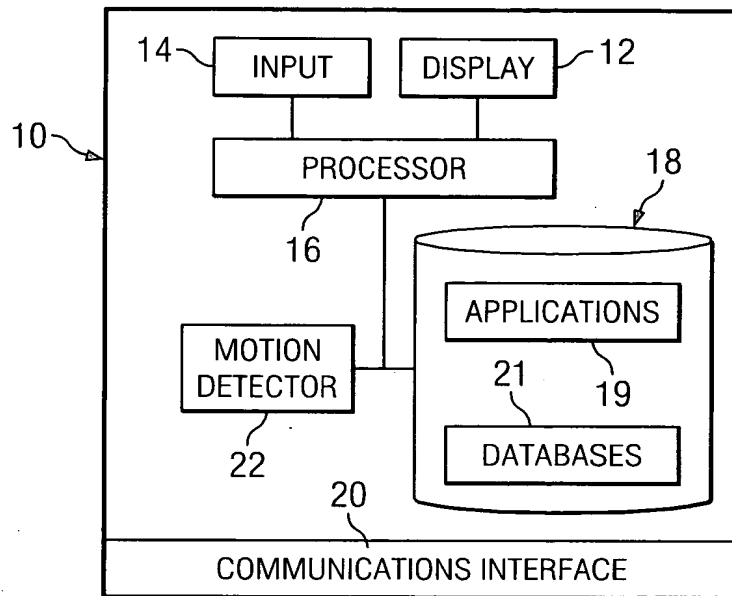 14
INPUT
DISPLAY
12
10
PROCESSOR
16
18
APPLICATIONS
19
MOTION
DETECTOR
22
21
DATABASES
20
COMMUNICATIONS INTERFACE